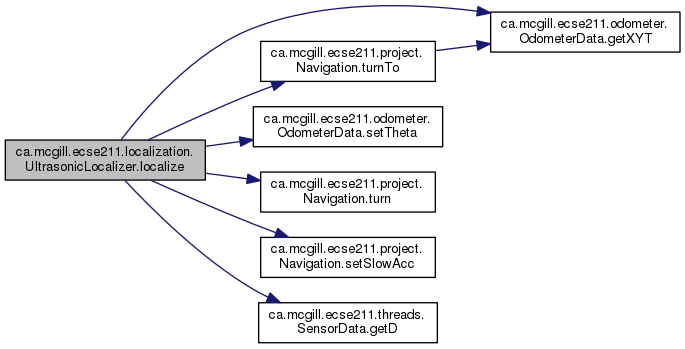 ca.mcgill.ecse211.localization.
UltrasonicLocalizer.localize
ca.mcgill.ecse211.odometer.
OdometerData.getXYT
ca.mcgill.ecse211.project.
Navigation.turnTo
ca.mcgill.ecse211.odometer.
OdometerData.setTheta
ca.mcgill.ecse211.project.
Navigation.turn
ca.mcgill.ecse211.project.
Navigation.setSlowAcc
ca.mcgill.ecse211.threads.
SensorData.getD